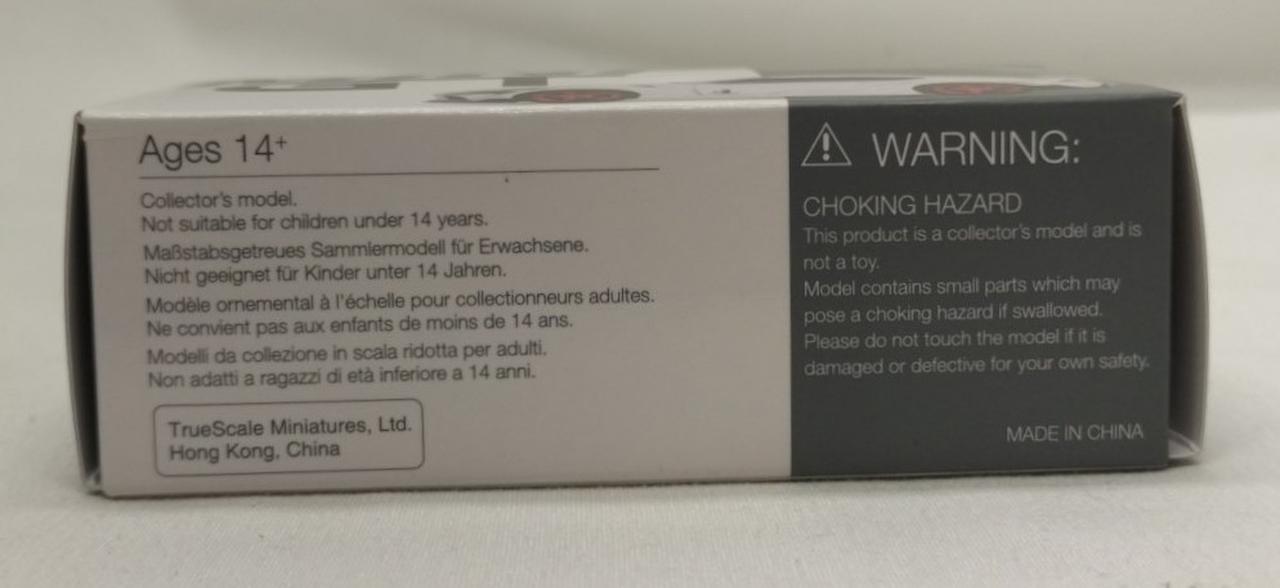 Ages 14+
Collector's model.
Not suitable for children under 14 years.
Maßstabsgetreues Sammlermodell für Erwachsene.
Nicht geeignet für Kinder unter 14 Jahren.
Modèle ornemental à l'échelle pour collectionneurs adultes.
Ne convient pas aux enfants de moins de 14 ans.
Modelli da collezione in scala ridotta per adulti.
Non adatti a ragazzi di età inferiore a 14 anni.
TrueScale Miniatures, Ltd.
Hong Kong, China
WARNING:
CHOKING HAZARD
This product is a collector's model and is
not a toy.
Model contains small parts which may
pose a choking hazard if swallowed.
Please do not touch the model if it is
damaged or defective for your own safety.
MADE IN CHINA